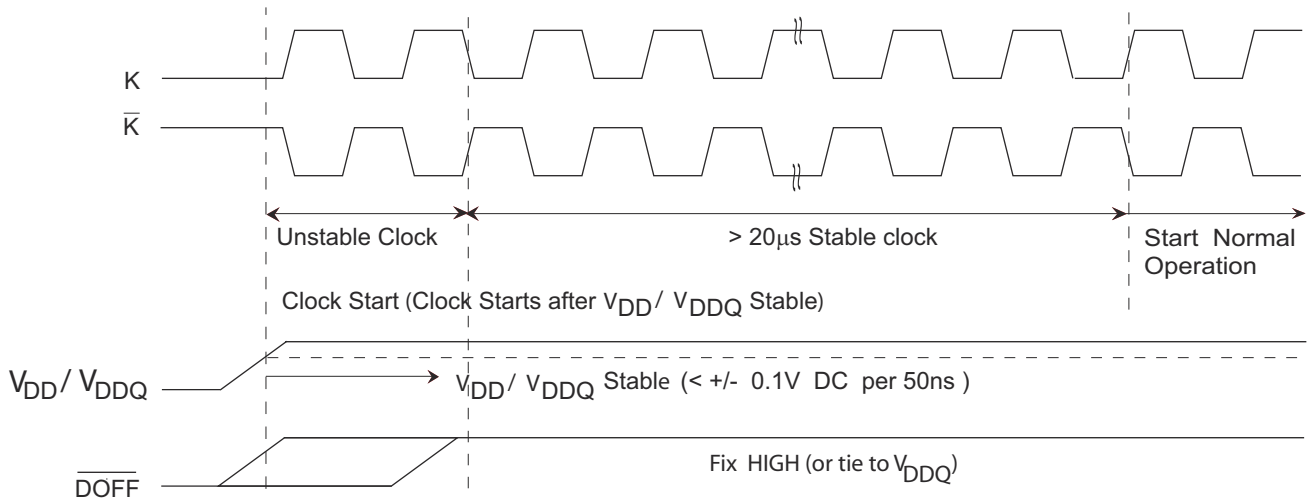 K
K̅
Unstable Clock
> 20μs Stable clock
Start Normal
Operation
Clock Start (Clock Starts after VDD / VDDQ Stable)
VDD / VDDQ
VDD / VDDQ Stable (< +/- 0.1V DC per 50ns )
D̅O̅F̅F̅
Fix HIGH (or tie to VDDQ)